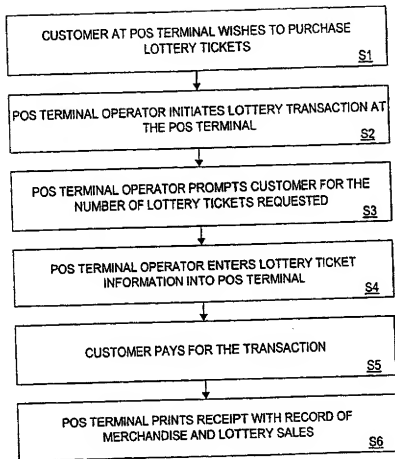 CUSTOMER AT POS TERMINAL WISHES TO PURCHASE
LOTTERY TICKETS
S1
POS TERMINAL OPERATOR INITIATES LOTTERY TRANSACTION AT
THE POS TERMINAL
S2
POS TERMINAL OPERATOR PROMPTS CUSTOMER FOR THE
NUMBER OF LOTTERY TICKETS REQUESTED
S3
POS TERMINAL OPERATOR ENTERS LOTTERY TICKET
INFORMATION INTO POS TERMINAL
S4
CUSTOMER PAYS FOR THE TRANSACTION
S5
POS TERMINAL PRINTS RECEIPT WITH RECORD OF
MERCHANDISE AND LOTTERY SALES
S6